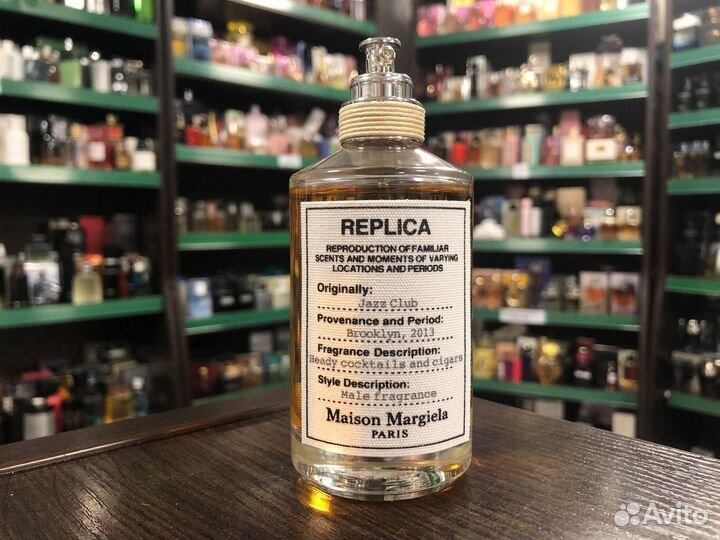 REPLICA
REPRODUCTION OF FAMILIAR
SCENTS AND MOMENTS OF VARYING
LOCATIONS AND PERIODS
Originally:
Jazz Club
Provenance and Period:
Brooklyn, 2013
Fragrance Description:
Heady cocktails and cigars
Style Description:
Male fragrance
Maison Margiela
PARIS
Avito